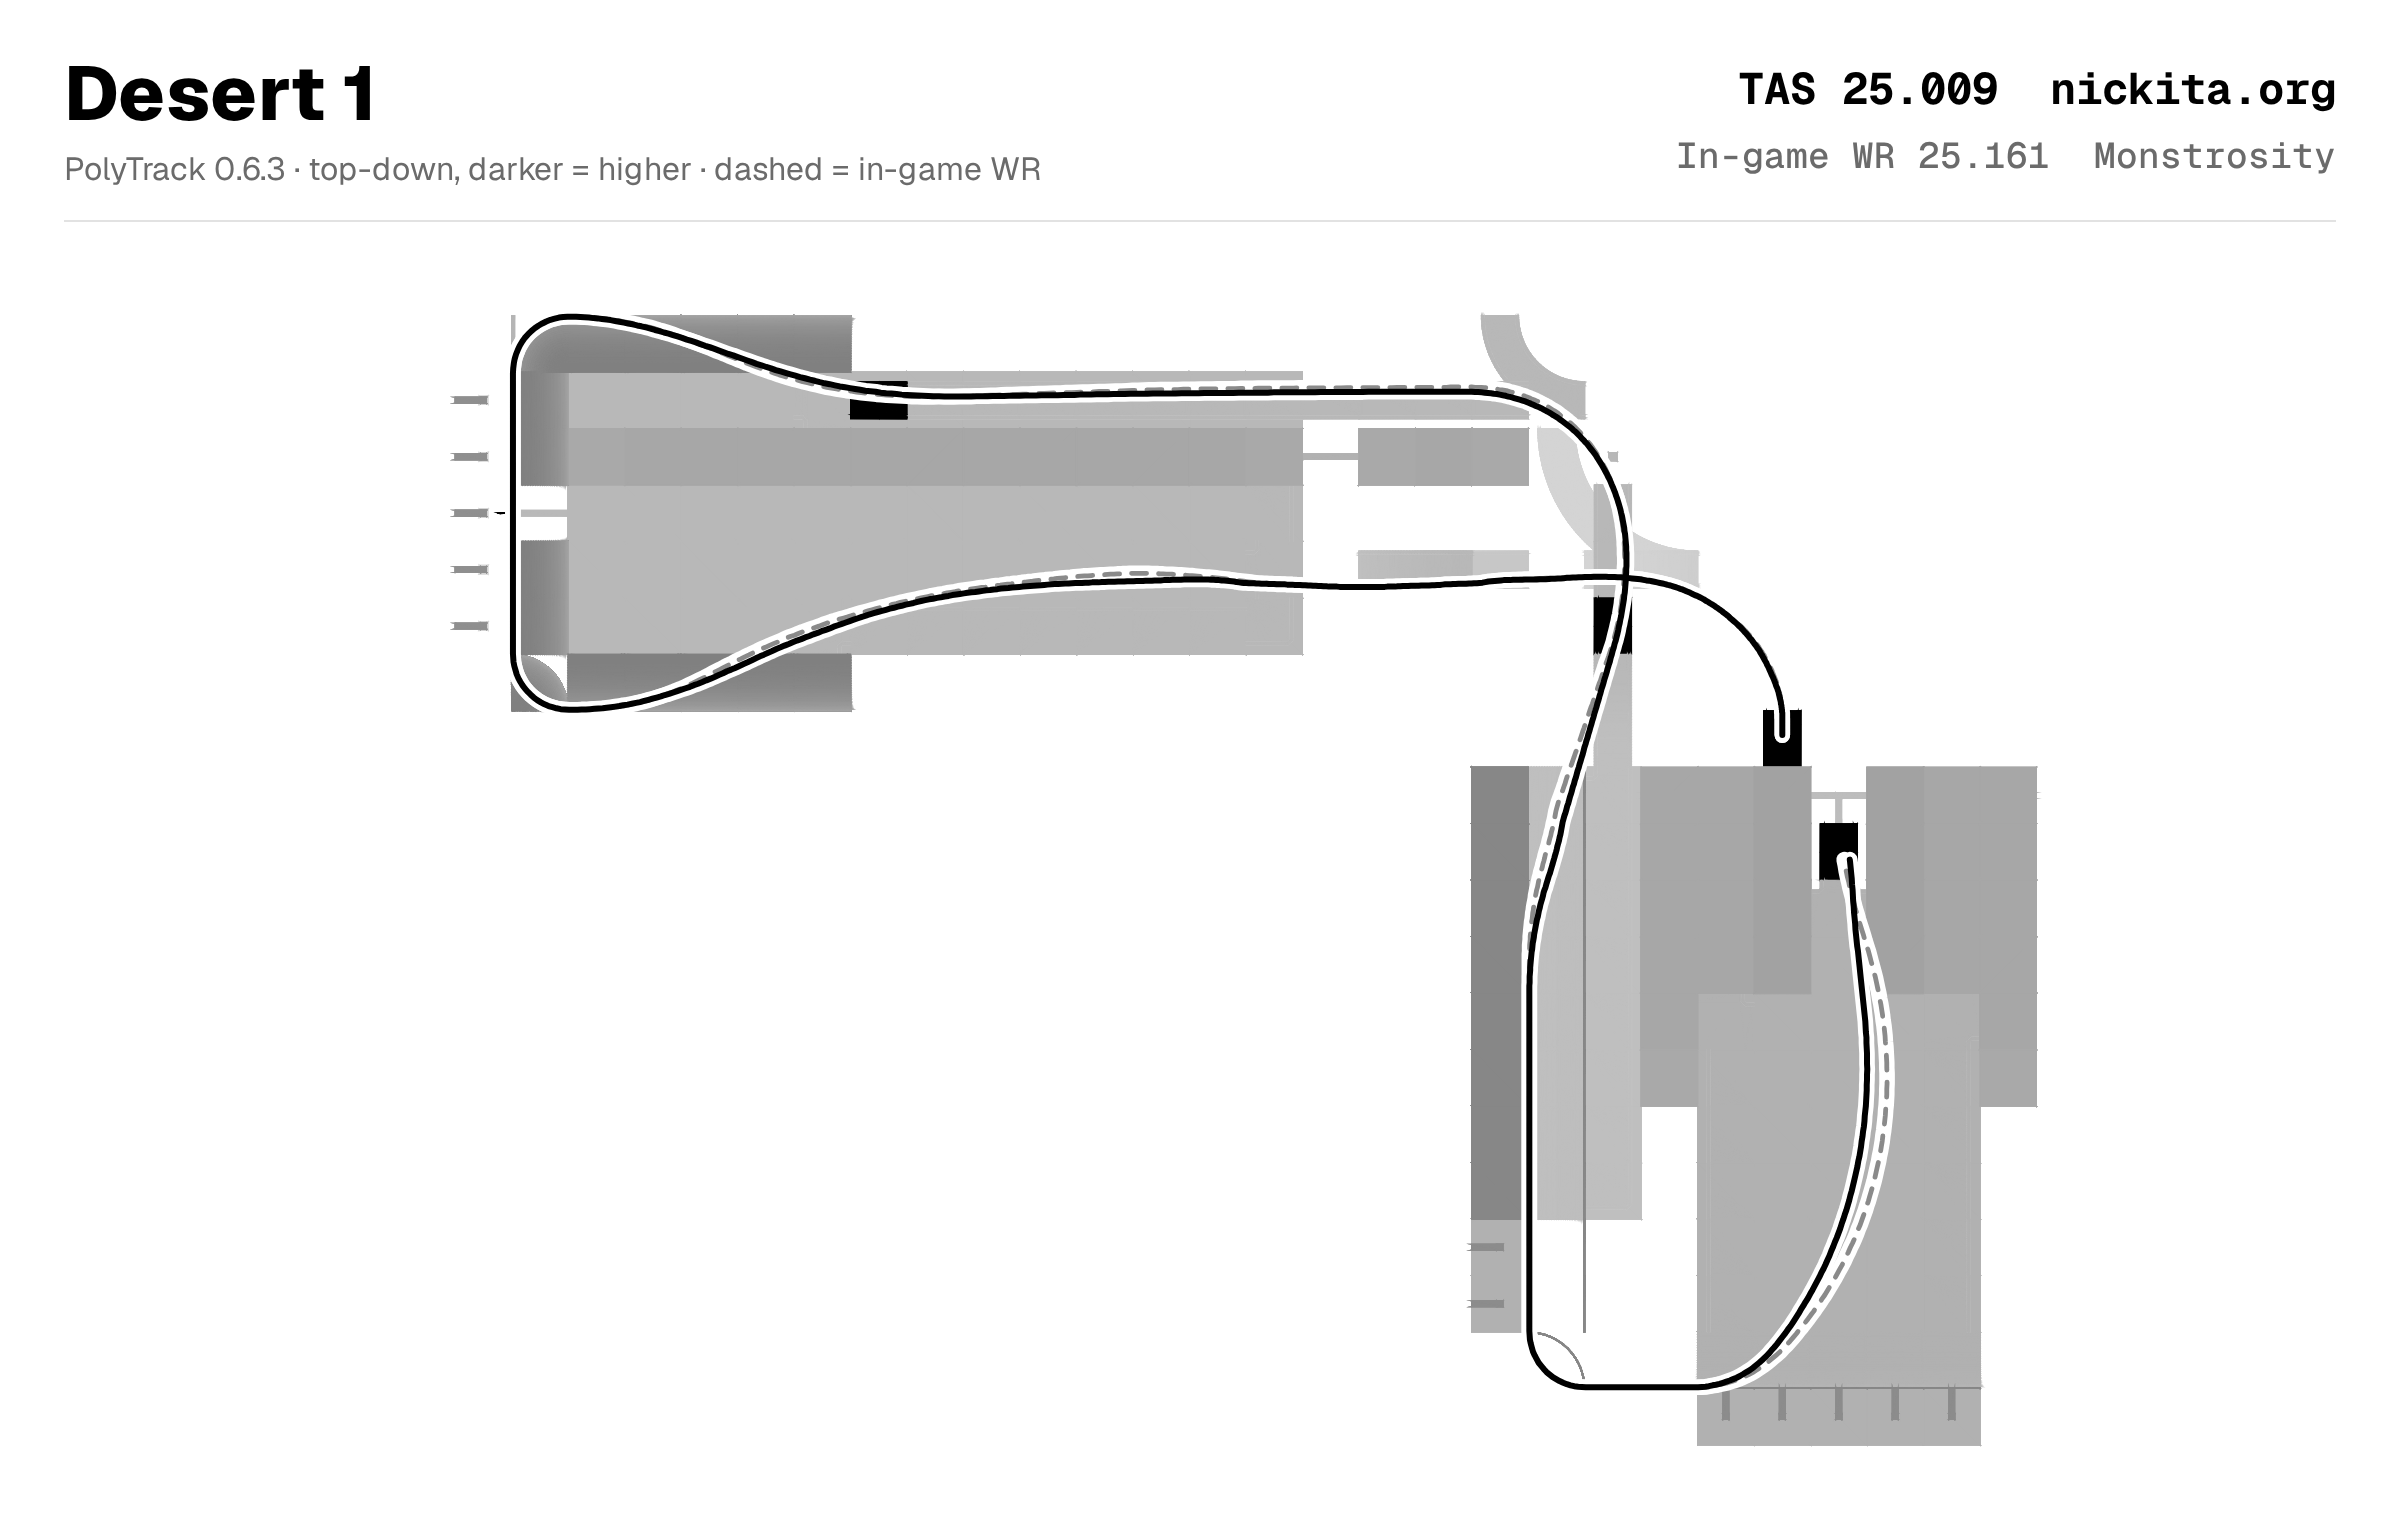 Desert 1
TAS 25.009 nickita.org
PolyTrack 0.6.3 · top-down, darker = higher · dashed = in-game WR
In-game WR 25.161 Monstrosity